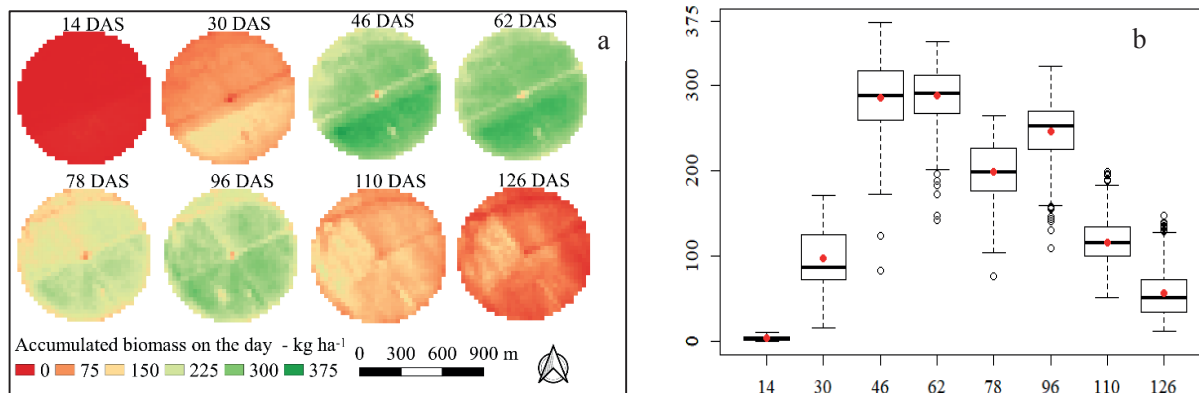 14 DAS 30 DAS 46 DAS 62 DAS
a
78 DAS 96 DAS 110 DAS 126 DAS
Accumulated biomass on the day - kg ha-1
0 75 150 225 300 375
0 300 600 900 m
b
375
300
200
100
0
14 30 46 62 78 96 110 126